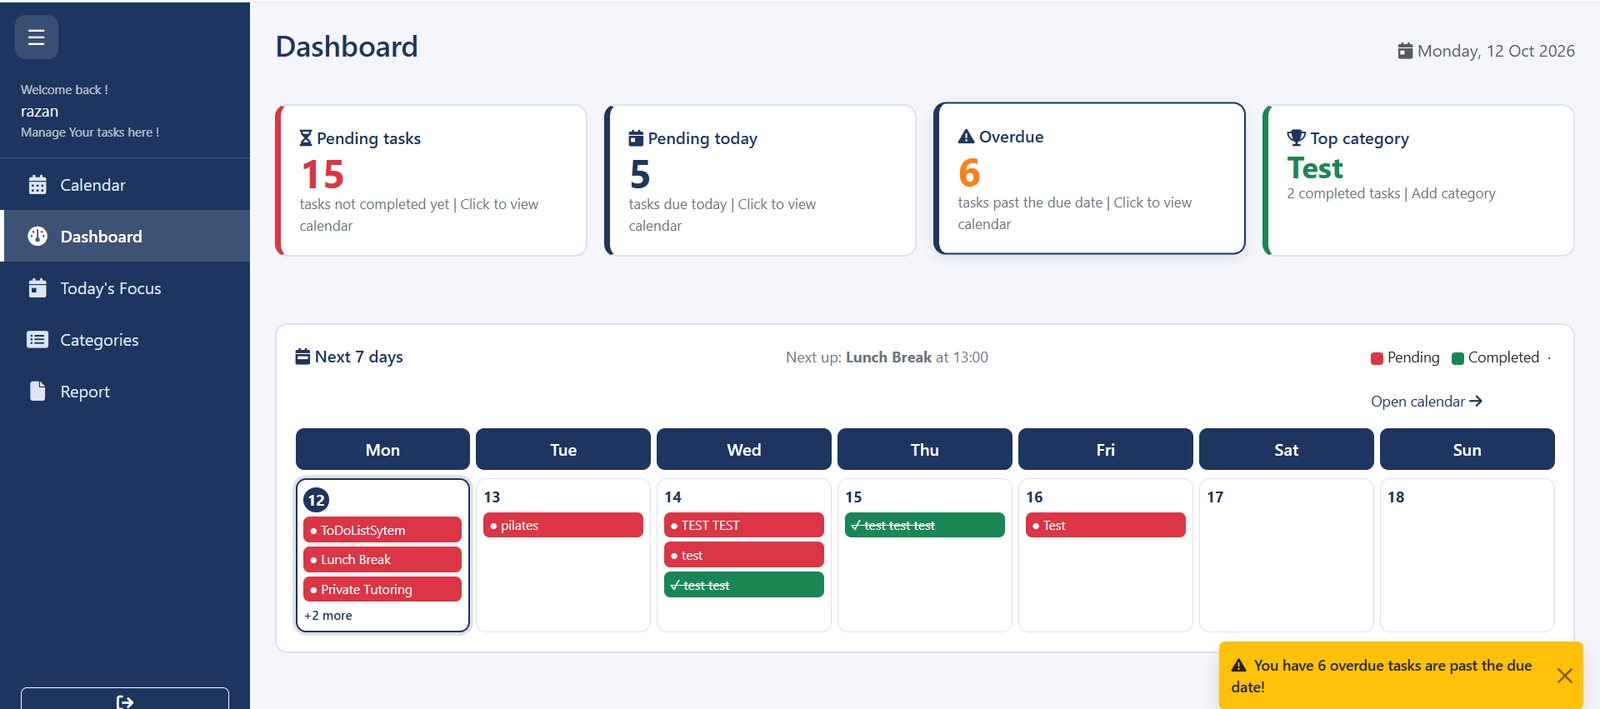 Welcome back !
razan
Manage Your tasks here !
Calendar
Dashboard
Today's Focus
Categories
Report
Dashboard
Monday, 12 Oct 2026
Pending tasks
15
tasks not completed yet | Click to view
calendar
Pending today
5
tasks due today | Click to view
calendar
Overdue
6
tasks past the due date | Click to view
calendar
Top category
Test
2 completed tasks | Add category
Next 7 days
Next up: Lunch Break at 13:00
Pending Completed ·
Open calendar →
Mon Tue Wed Thu Fri Sat Sun
12
• ToDoListSytem
• Lunch Break
• Private Tutoring
+2 more
13
• pilates
14
• TEST TEST
• test
✓ test test
15
✓ test test test
16
• Test
17
18
You have 6 overdue tasks are past the due
date!